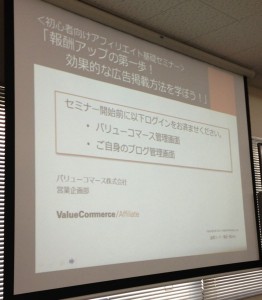 <初心者向けアフィリエイト解説セミナー>
「報酬アップの第一歩!
効果的な広告掲載方法を学ぼう!」
セミナー開始前に以下ログインをお済ませください。
• バリューコマース管理画面
• ご自身のブログ管理画面
バリューコマース株式会社
営業企画部
ValueCommerce/Affiliate